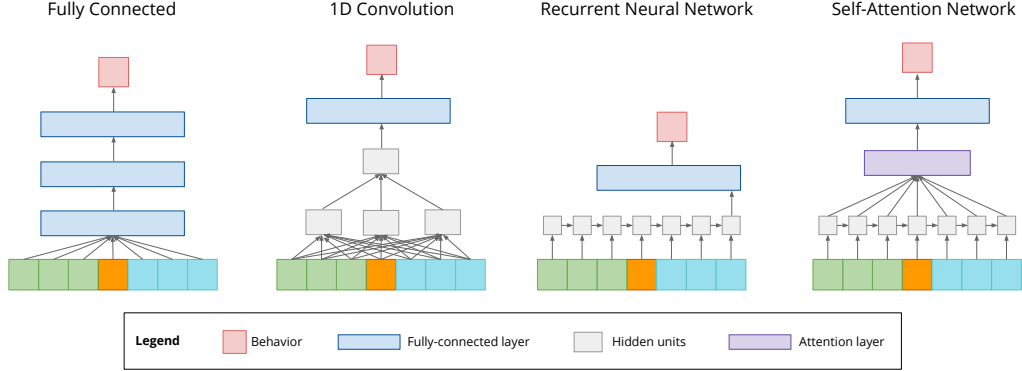 Fully Connected
1D Convolution
Recurrent Neural Network
Self-Attention Network
Legend
Behavior
Fully-connected layer
Hidden units
Attention layer